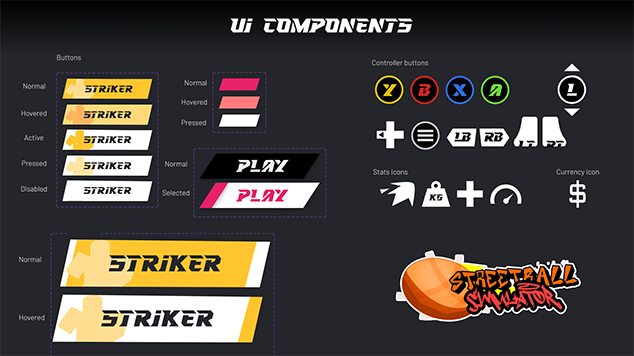 Ui COMPONENTS
Buttons
Normal
STRiKER
Hovered
STRiKER
Active
STRiKER
Pressed
STRiKER
Disabled
STRiKER
Normal
Hovered
Pressed
Normal
PLAY
Selected
PLAY
Normal
STRiKER
Hovered
STRiKER
Controller buttons
Y B X A L
LB RB
Stats icons
KG
Currency Icon
$
STREETBALL
SIMULATOR